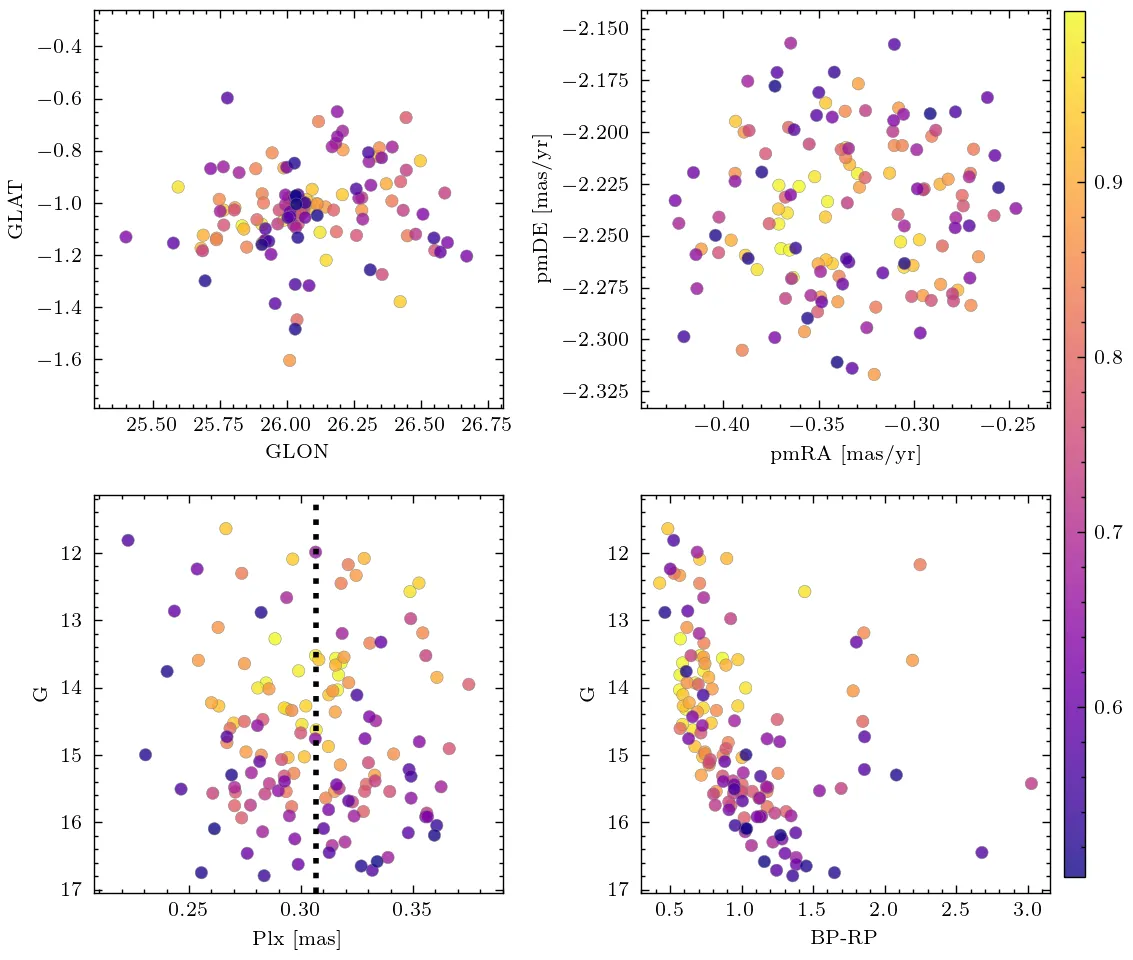 −0.4
−0.6
−0.8
−1.0
−1.2
−1.4
−1.6
GLAT
25.50 25.75 26.00 26.25 26.50 26.75
GLON
−2.150
−2.175
−2.200
−2.225
−2.250
−2.275
−2.300
−2.325
pmDE [mas/yr]
−0.40 −0.35 −0.30 −0.25
pmRA [mas/yr]
0.9
0.8
0.7
0.6
12
13
14
15
16
17
G
0.25 0.30 0.35
Plx [mas]
12
13
14
15
16
17
G
0.5 1.0 1.5 2.0 2.5 3.0
BP-RP